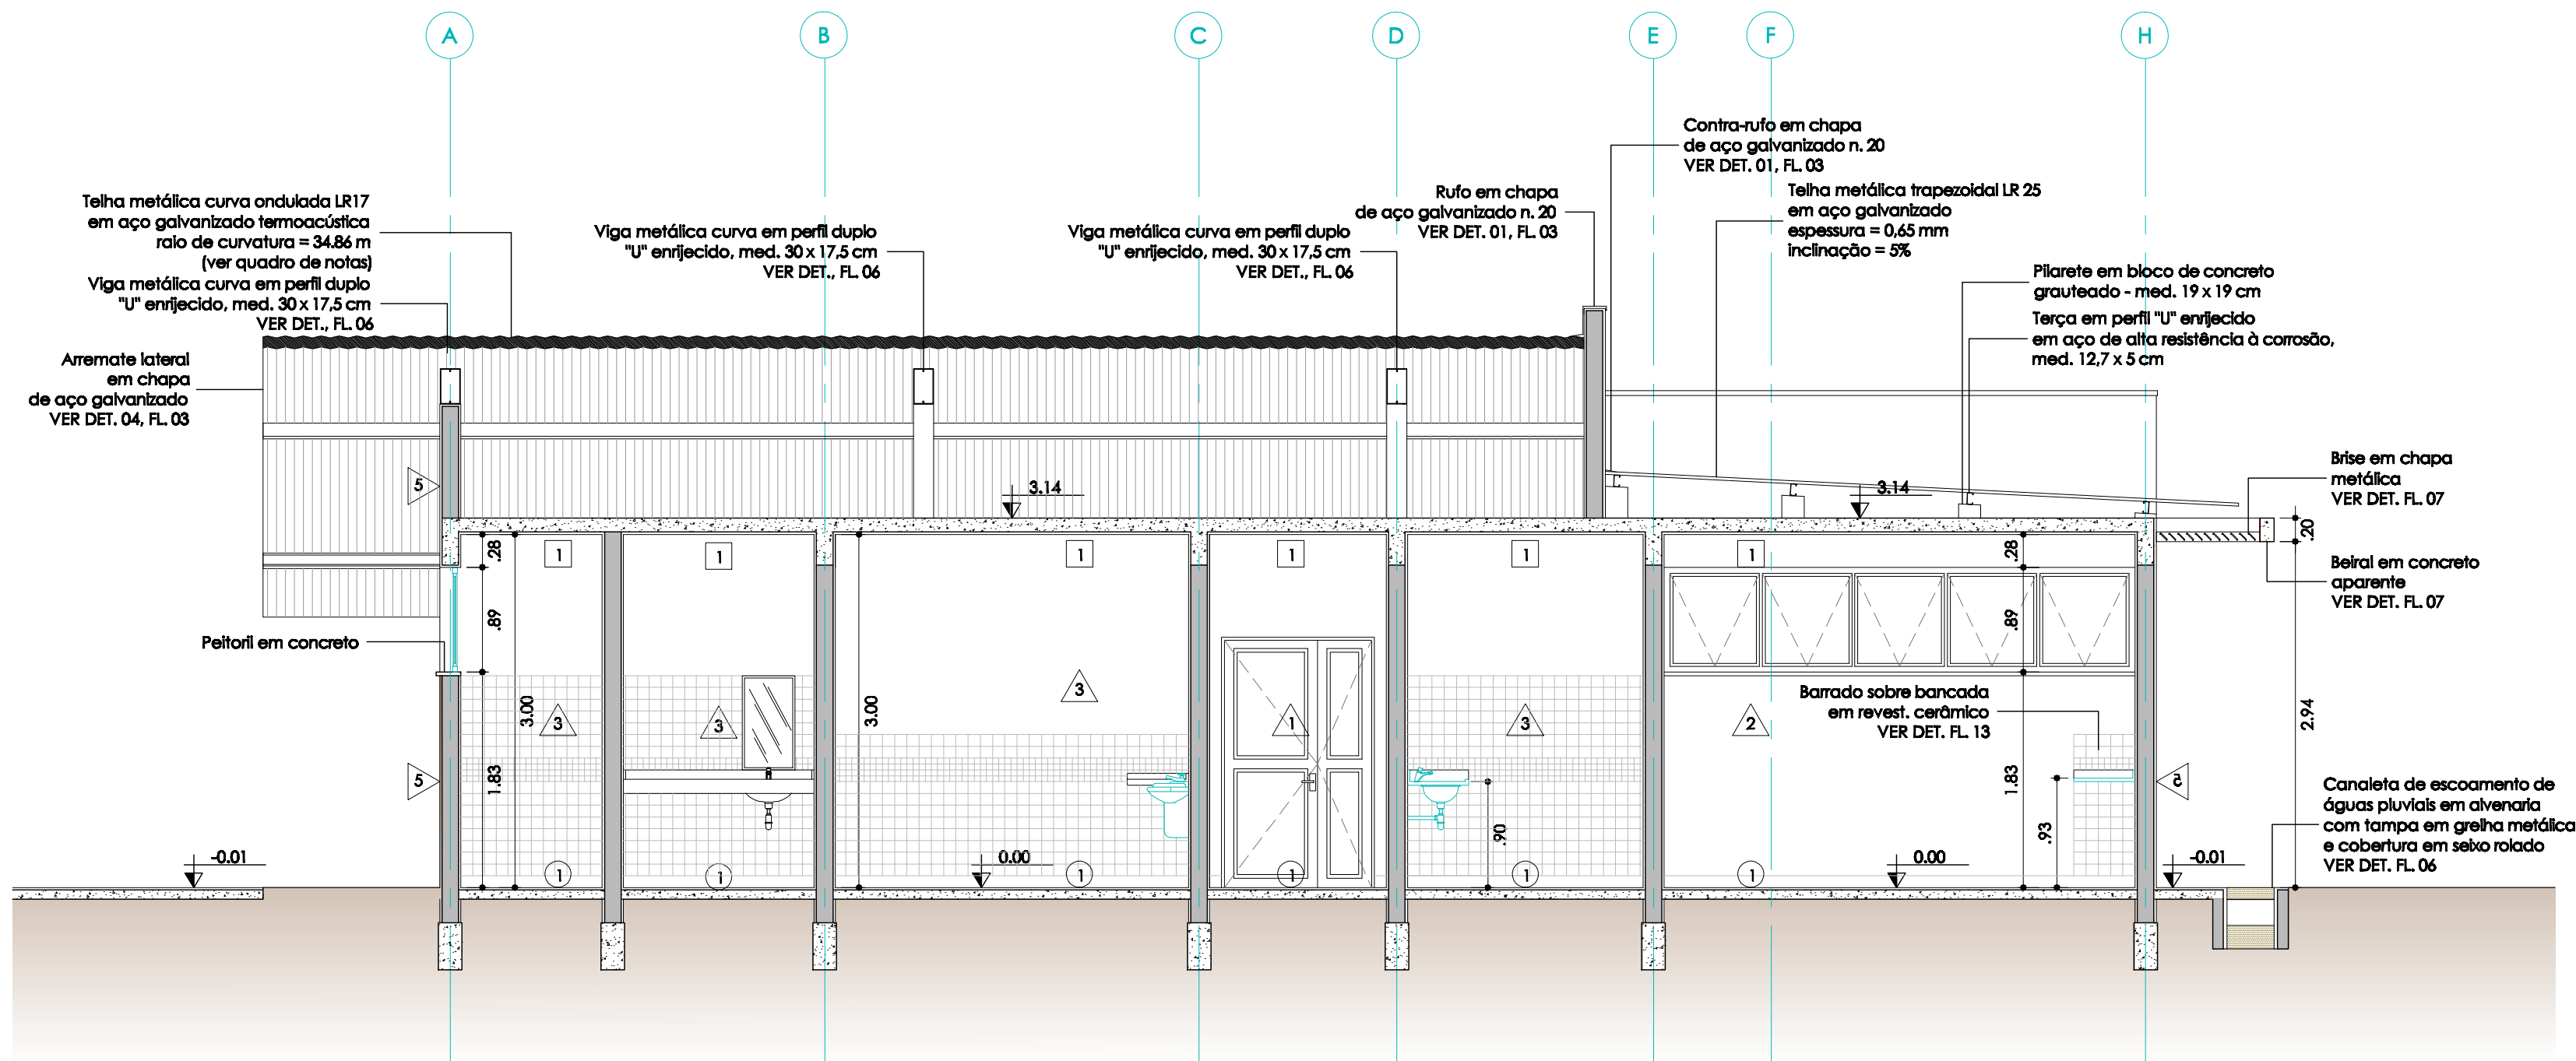 A
B
C
D
E
F
H
Contra-rufo em chapa
de aço galvanizado n. 20
VER DET. 01, FL. 03
Telha metálica curva ondulada LR17
em aço galvanizado termoacústica
raio de curvatura = 34.86 m
(ver quadro de notas)
Viga metálica curva em perfil duplo
"U" enrijecido, med. 30 x 17,5 cm
VER DET., FL. 06
Viga metálica curva em perfil duplo
"U" enrijecido, med. 30 x 17,5 cm
VER DET., FL. 06
Viga metálica curva em perfil duplo
"U" enrijecido, med. 30 x 17,5 cm
VER DET., FL. 06
Rufo em chapa
de aço galvanizado n. 20
VER DET. 01, FL. 03
Telha metálica trapezoidal LR 25
em aço galvanizado
espessura = 0,65 mm
inclinação = 5%
Pilarete em bloco de concreto
grauteado - med. 19 x 19 cm
Terça em perfil "U" enrijecido
em aço de alta resistência à corrosão,
med. 12,7 x 5 cm
Arremate lateral
em chapa
de aço galvanizado
VER DET. 04, FL. 03
Brise em chapa
metálica
VER DET. FL. 07
5
3.14
3.14
.20
.28
1
1
1
1
1
1
.28
Beiral em concreto
aparente
VER DET. FL. 07
.89
.89
Peitoril em concreto
3.00
3.00
3
3
3
1
3
2
Barrado sobre bancada
em revest. cerâmico
VER DET. FL. 13
2.94
5
1.83
1.83
5
.90
.93
Canaleta de escoamento de
águas pluviais em alvenaria
com tampa em grelha metálica
e cobertura em seixo rolado
VER DET. FL. 06
-0.01
0.00
0.00
-0.01
1
1
1
1
1
1